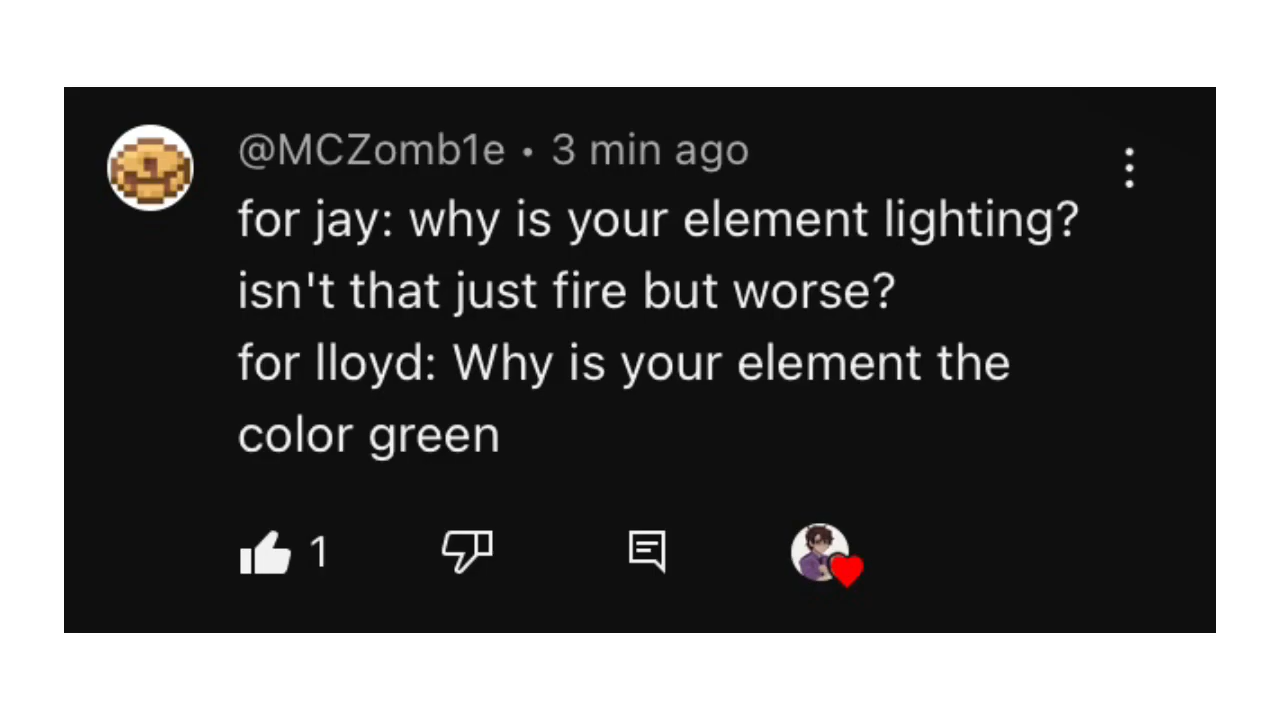 @MCZomb1e • 3 min ago
for jay: why is your element lighting?
isn't that just fire but worse?
for lloyd: Why is your element the
color green
1